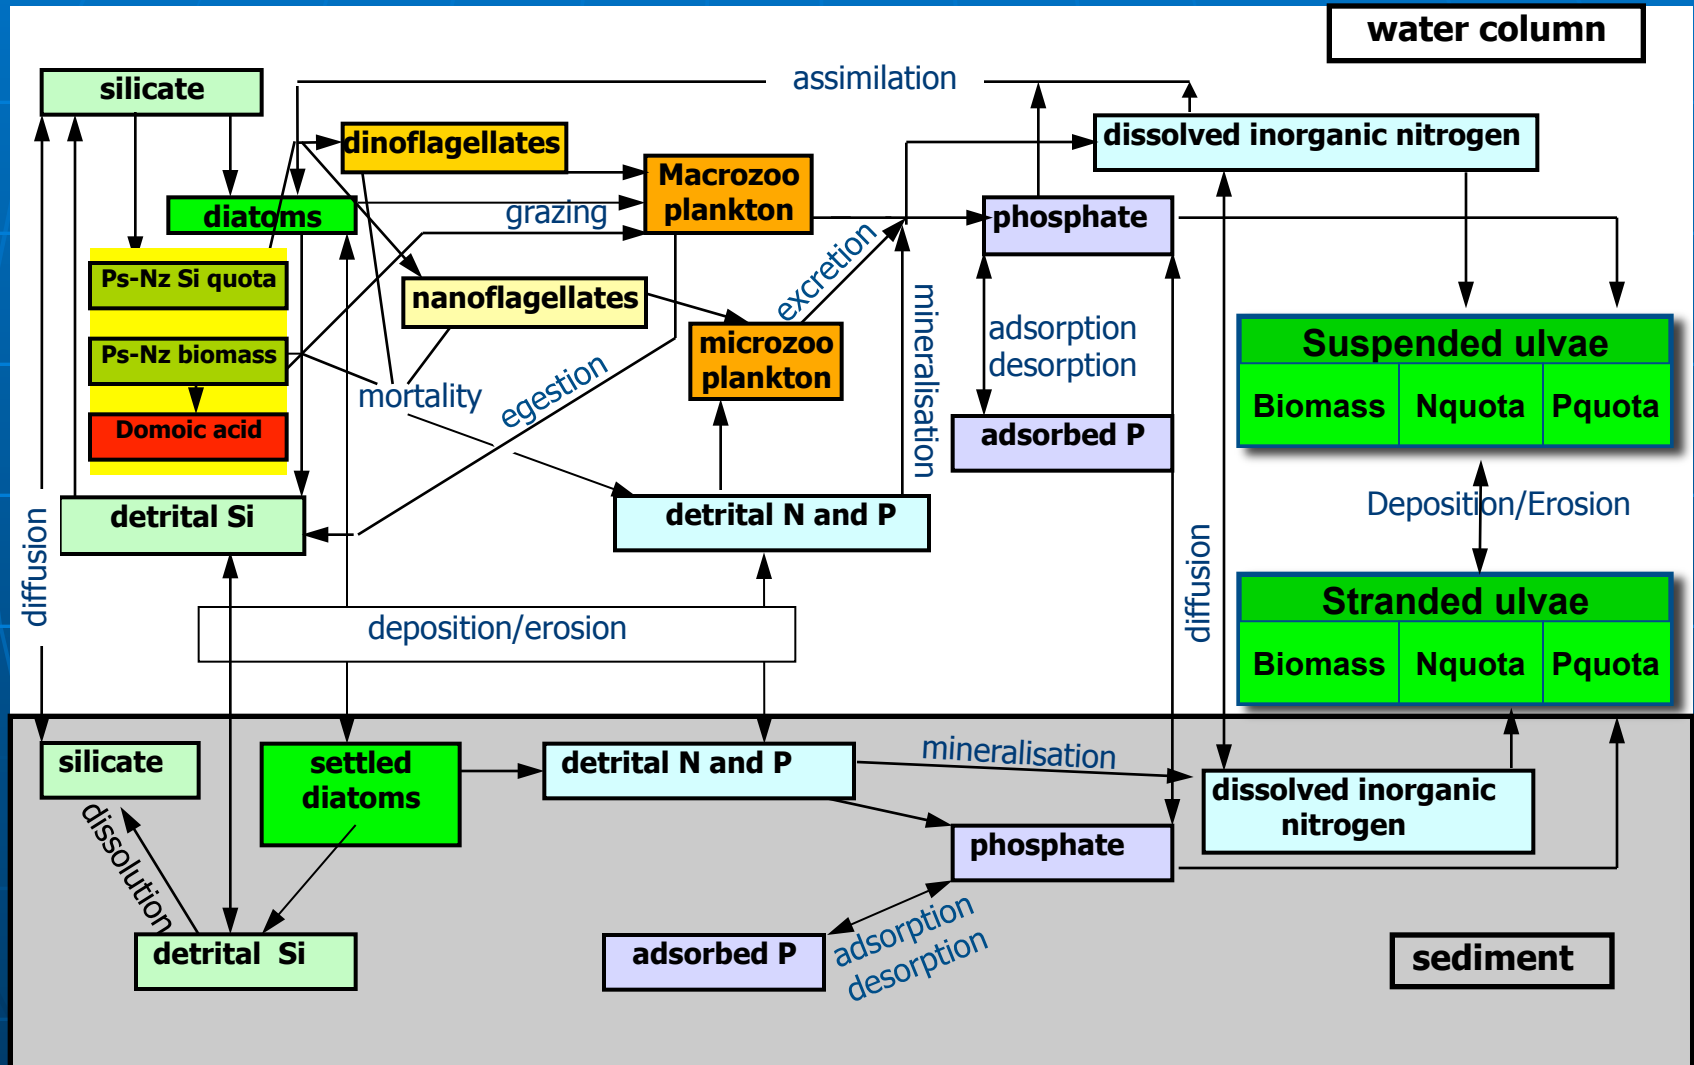 water column
silicate
assimilation
dinoflagellates
dissolved inorganic nitrogen
Macrozoo
plankton
diatoms
grazing
phosphate
Ps-Nz Si quota
nanoflagellates
excretion
mineralisation
adsorption
desorption
microzoo
plankton
Suspended ulvae
Biomass Nquota Pquota
Ps-Nz biomass
mortality
egestion
Domoic acid
adsorbed P
detrital Si
detrital N and P
Deposition/Erosion
diffusion
diffusion
deposition/erosion
Stranded ulvae
Biomass Nquota Pquota
silicate
settled
diatoms
detrital N and P
mineralisation
dissolved inorganic
nitrogen
dissolution
phosphate
detrital Si
adsorbed P
adsorption
desorption
sediment